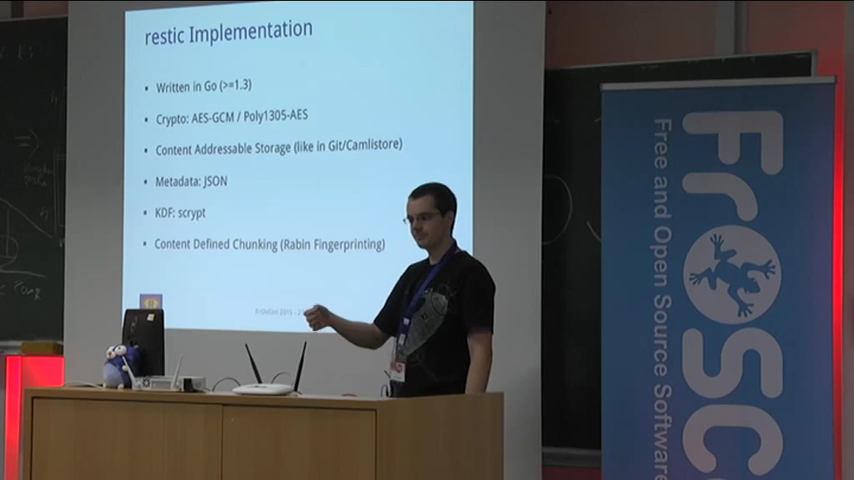 restic Implementation
Written in Go (>=1.3)
Crypto: AES-GCM / Poly1305-AES
Content Addressable Storage (like in Git/Camlistore)
Metadata: JSON
KDF: scrypt
Content Defined Chunking (Rabin Fingerprinting)
FrOSC
Free and Open Source Software